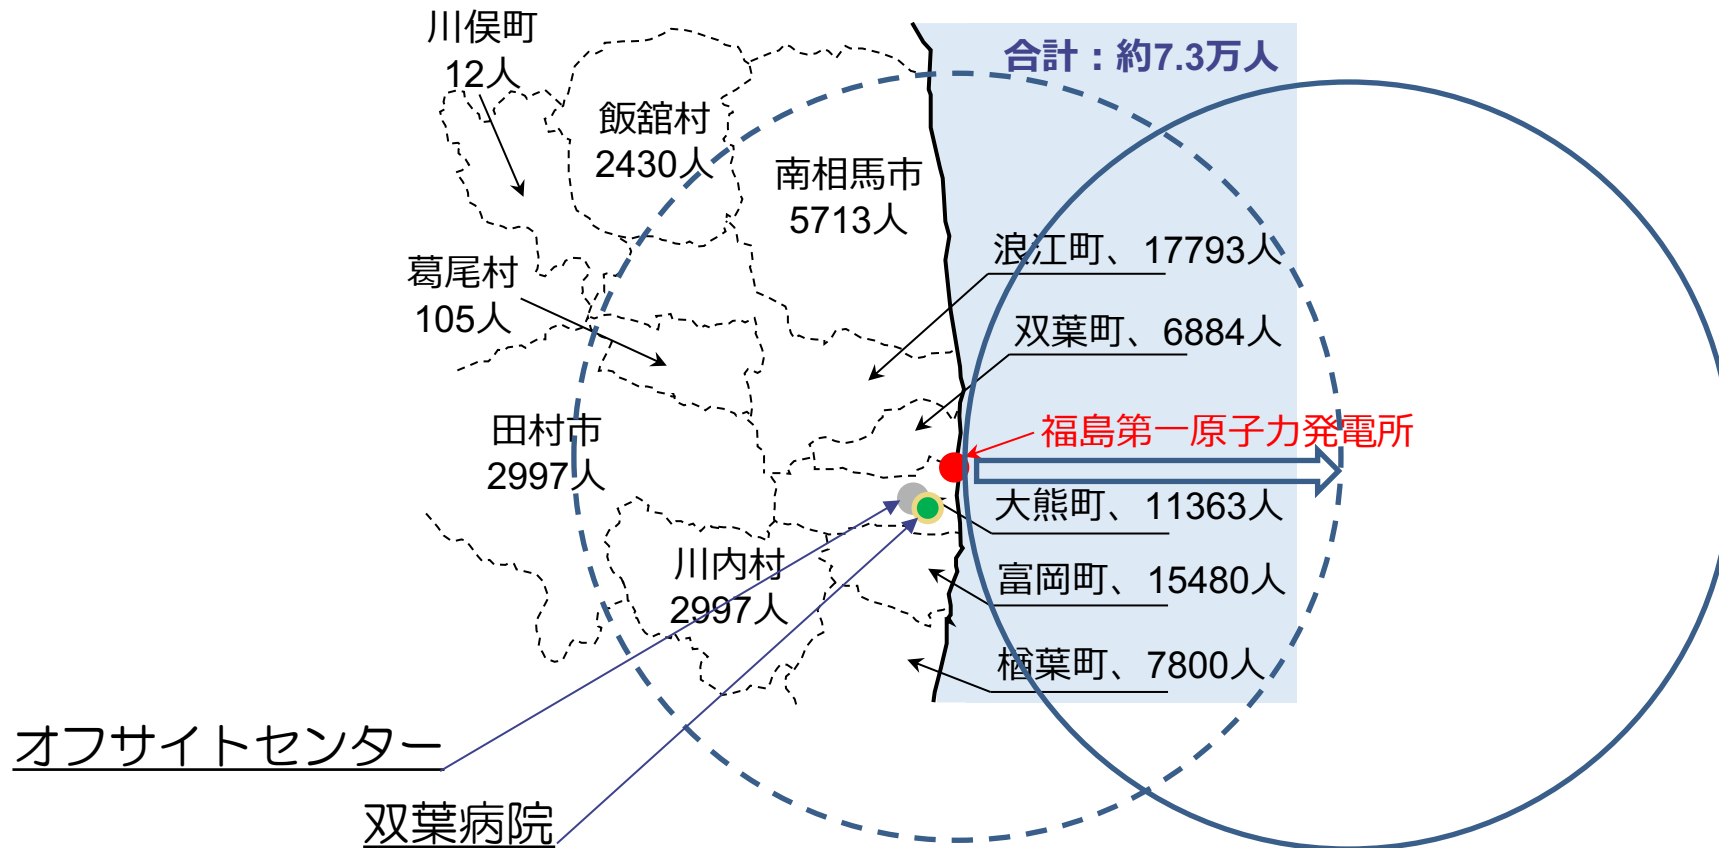 川俣町
12人
合計：約7.3万人
飯舘村
2430人
南相馬市
5713人
浪江町、17793人
葛尾村
105人
双葉町、6884人
田村市
2997人
福島第一原子力発電所
大熊町、11363人
川内村
2997人
富岡町、15480人
楢葉町、7800人
オフサイトセンター
双葉病院